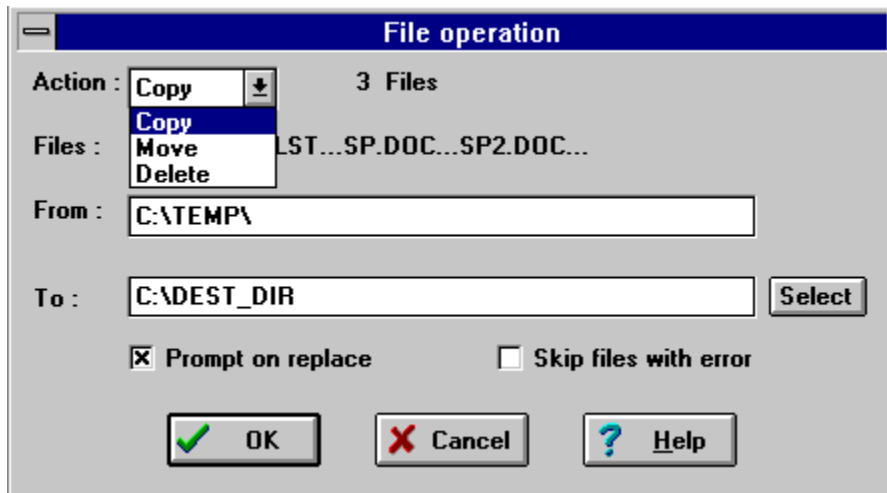 File operation
Action : Copy 3 Files
Copy
Files : Move LST...SP.DOC...SP2.DOC...
Delete
From : C:\TEMP\
To : C:\DEST_DIR Select
Prompt on replace Skip files with error
OK Cancel Help